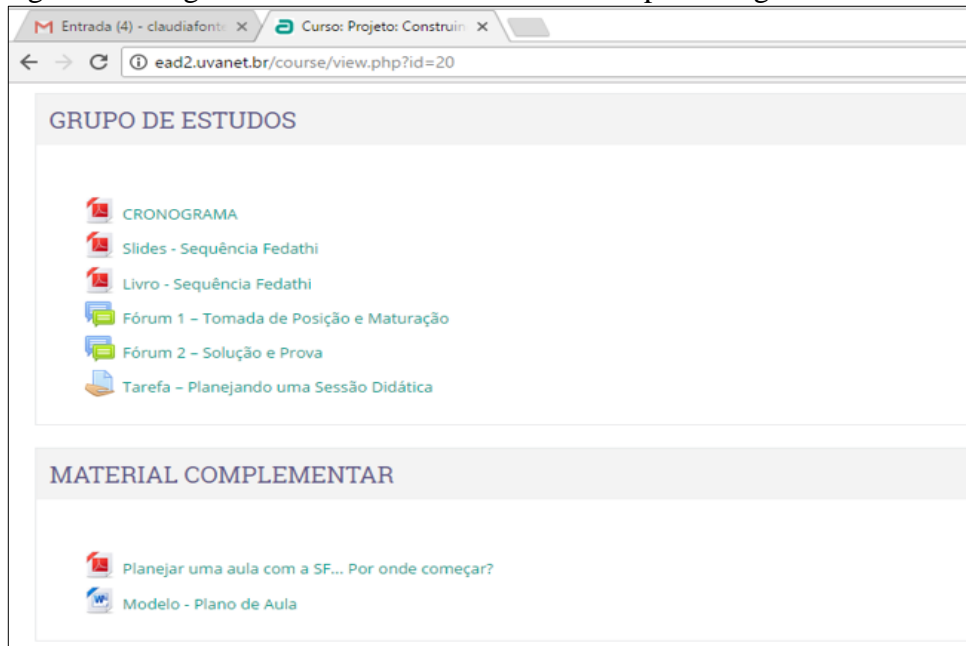 Entrada (4) - claudiafonte
Curso: Projeto: Construin
ead2.uvanet.br/course/view.php?id=20
GRUPO DE ESTUDOS
CRONOGRAMA
Slides - Sequência Fedathi
Livro - Sequência Fedathi
Fórum 1 – Tomada de Posição e Maturação
Fórum 2 – Solução e Prova
Tarefa – Planejando uma Sessão Didática
MATERIAL COMPLEMENTAR
Planejar uma aula com a SF... Por onde começar?
Modelo - Plano de Aula